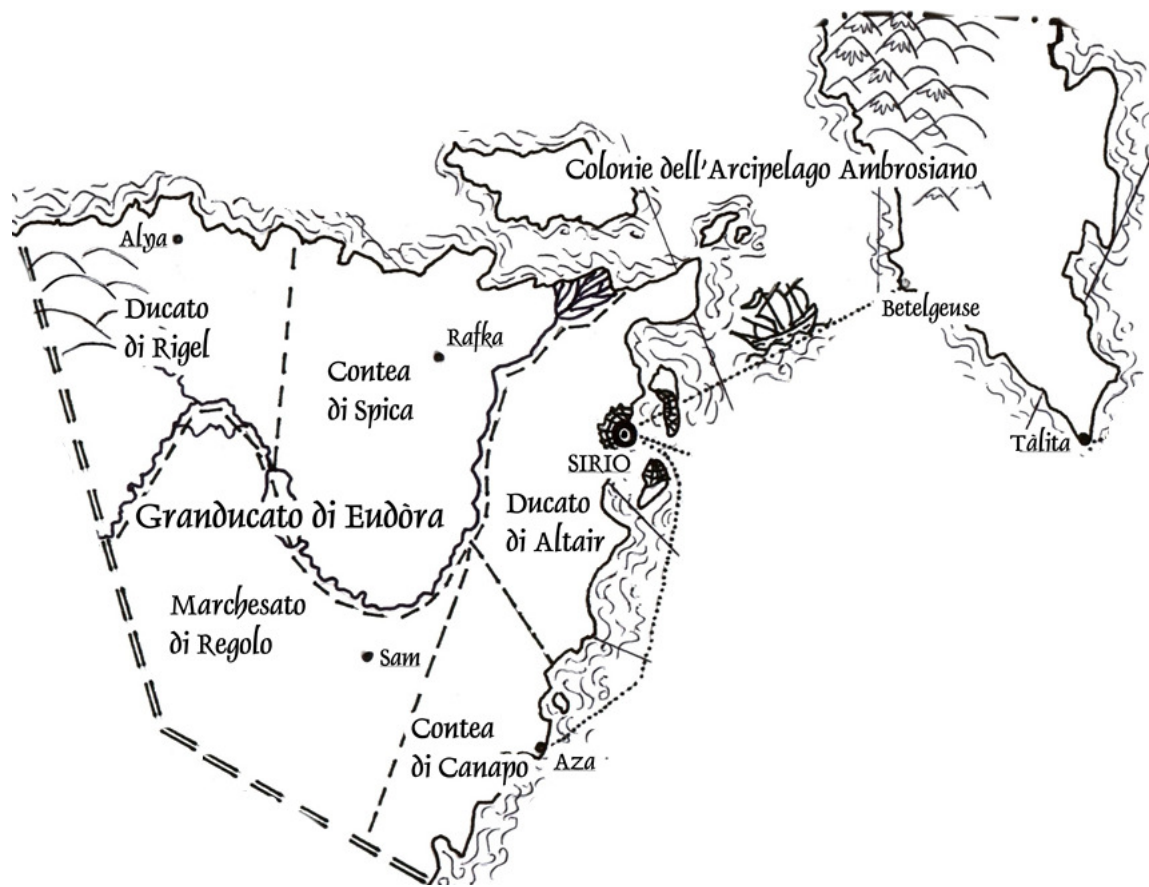 Colonie dell'Arcipelago Ambrosiano
Alya
Ducato
di Rigel
Rafka
Betelgeuse
Contea
di Spica
Tàlita
SIRIO
Granducato di Eudòra
Ducato
di Altair
Marchesato
di Regolo
Sam
Contea
di Canapo
Aza